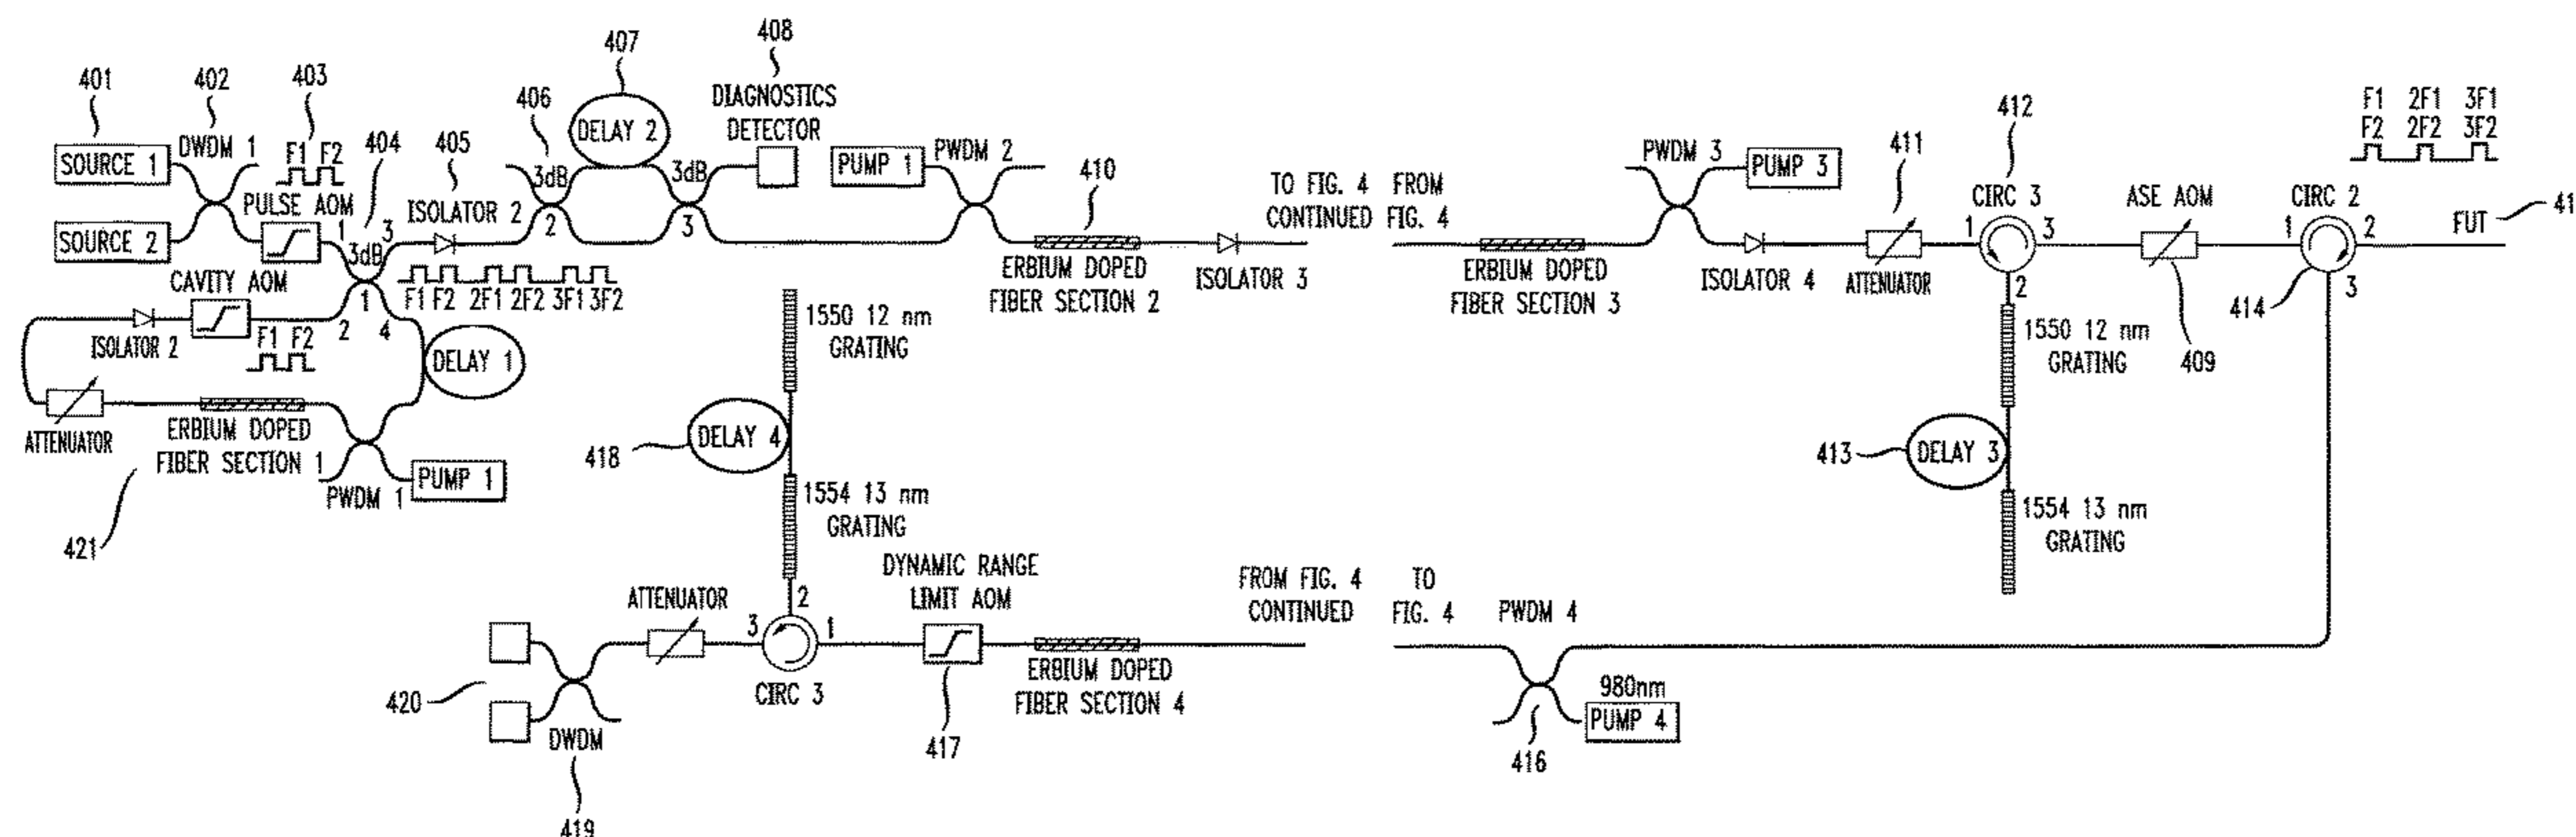 401
SOURCE 1
SOURCE 2
402
DWDM 1
403
F1 F2
PULSE AOM
404
1
3dB
3
1
2
4
CAVITY AOM
ISOLATOR 2
F1 F2
DELAY 1
ATTENUATOR
ERBIUM DOPED
FIBER SECTION 1
PWDM 1
PUMP 1
421
405
ISOLATOR 2
F1 F2 2F1 2F2 3F1 3F2
406
3dB
2
407
DELAY 2
3dB
3
408
DIAGNOSTICS
DETECTOR
PUMP 1
PWDM 2
410
ERBIUM DOPED
FIBER SECTION 2
ISOLATOR 3
TO FIG. 4
CONTINUED
FROM
FIG. 4
ERBIUM DOPED
FIBER SECTION 3
PWDM 3
PUMP 3
ISOLATOR 4
411
ATTENUATOR
412
CIRC 3
1
3
2
1550 12 nm
GRATING
413
DELAY 3
1554 13 nm
GRATING
ASE AOM
409
CIRC 2
1
2
3
414
F1 2F1 3F1
F2 2F2 3F2
FUT
41
1550 12 nm
GRATING
418
DELAY 4
1554 13 nm
GRATING
420
DWDM
419
ATTENUATOR
3
2
1
CIRC 3
DYNAMIC RANGE
LIMIT AOM
417
ERBIUM DOPED
FIBER SECTION 4
FROM FIG. 4
CONTINUED
TO
FIG. 4
PWDM 4
416
980nm
PUMP 4